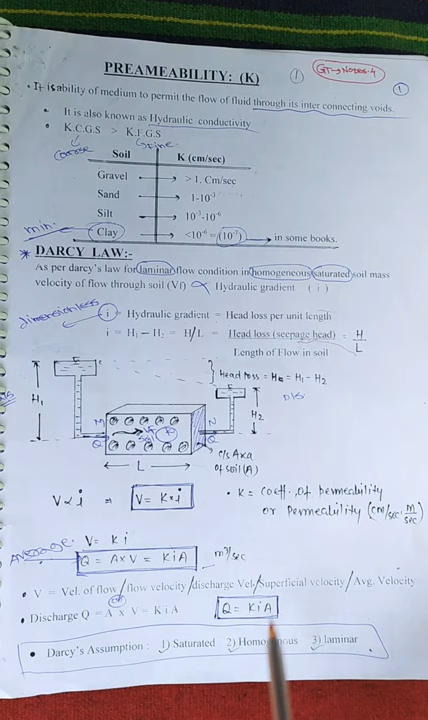 GT→Notes-4
1
1
PREAMEABILITY: (K)
• It is ability of medium to permit the flow of fluid through its inter connecting voids.
• It is also known as Hydraulic conductivity
• K.C.G.S > K.F.G.S
Coarse
fine
Soil K (cm/sec)
Gravel → > 1. Cm/sec
Sand → 1-10⁻³
Silt → 10⁻³-10⁻⁶
min. Clay → <10⁻⁶ = (10⁻⁷) → in some books.
* DARCY LAW:-
As per darcy's law for laminar flow condition in homogeneous saturated soil mass
velocity of flow through soil (Vf) ∝ Hydraulic gradient ( i )
dimensionless
i = Hydraulic gradient = Head loss per unit length
i = H₁ – H₂ = H/L = Head loss (seepage head) = H
Length of Flow in soil L
Head loss = H = H₁ - H₂
H₁
H₂
D/S
M
N
Q
Q
soil
L
c/s Area
of soil (A)
V ∝ i = V = K×i
• K = Coeff. of permeability
or Permeability (cm/sec, m/sec)
Average. V = K i
Q = A×V = K i A m³/sec
• V = Vel. of flow / flow velocity / discharge Vel. / Superficial velocity / Avg. Velocity
• Discharge Q = A x V = K i A Q = K i A
• Darcy's Assumption : 1) Saturated 2) Homogenous 3) laminar